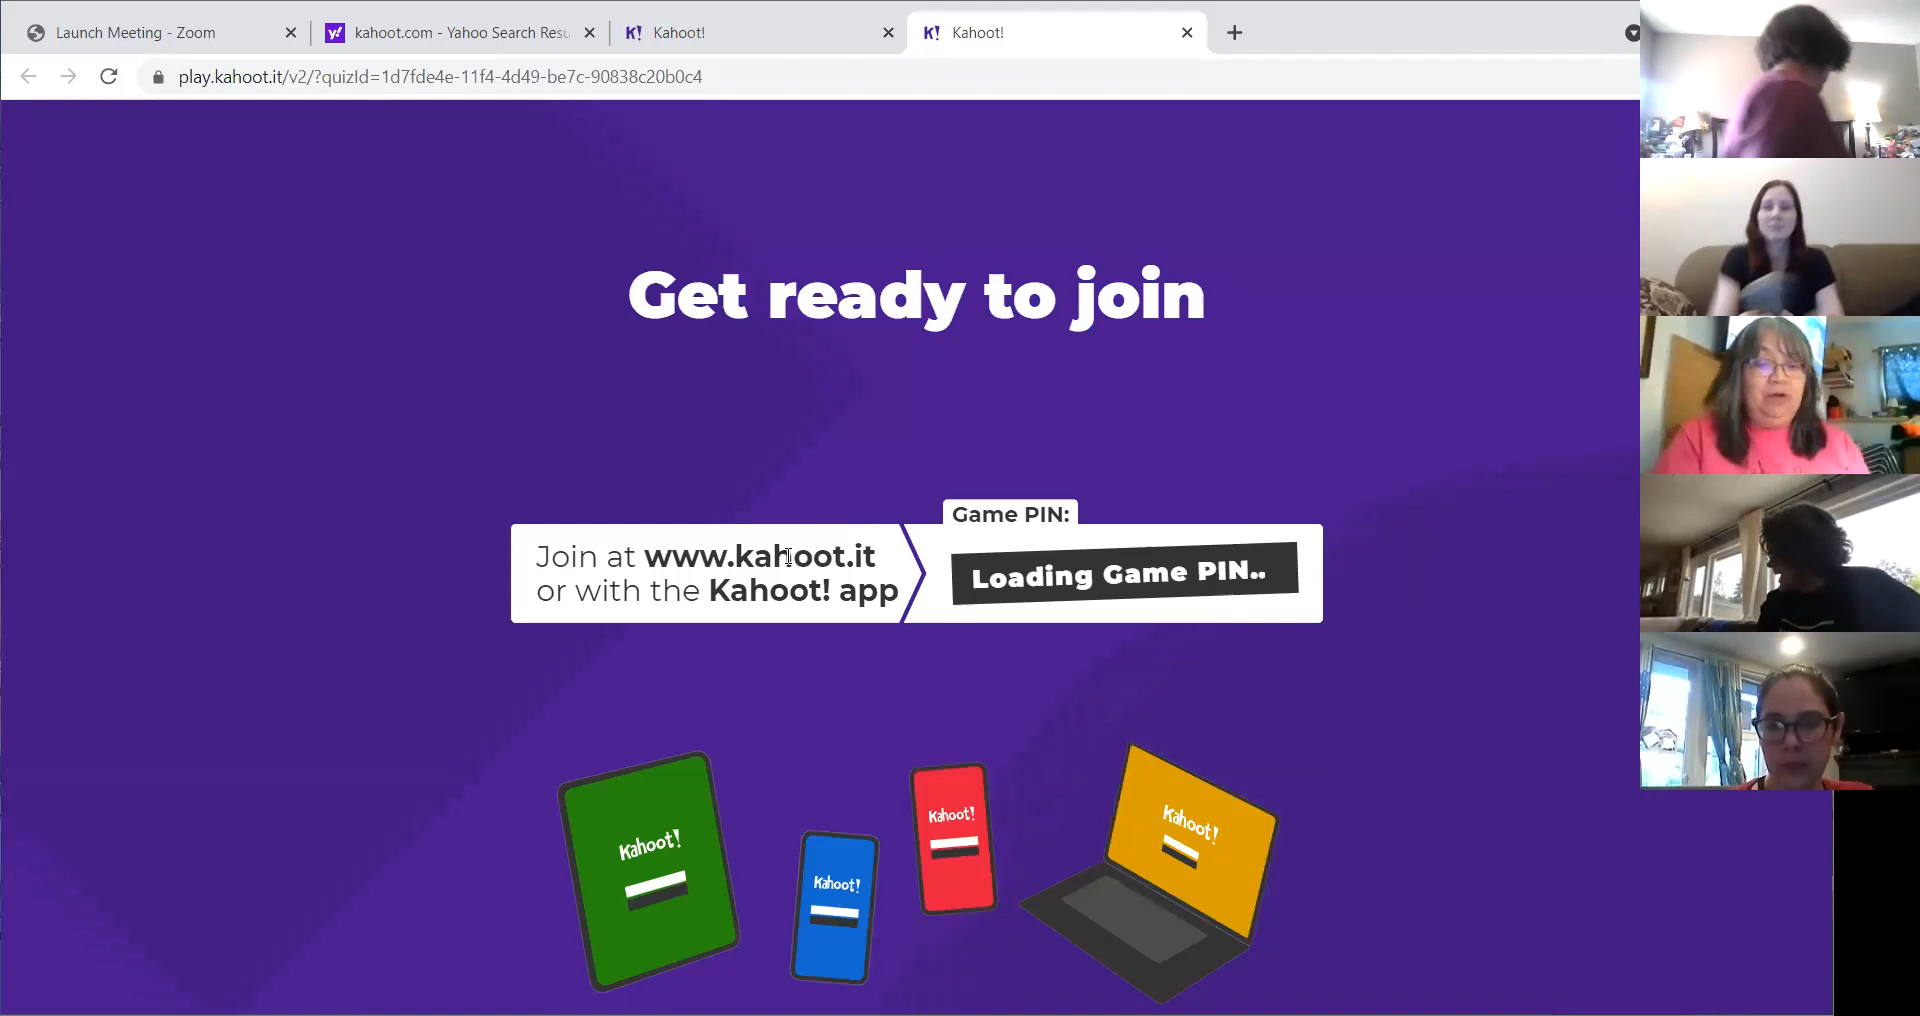 Launch Meeting - Zoom
kahoot.com - Yahoo Search Resu
Kahoot!
Kahoot!
play.kahoot.it/v2/?quizId=1d7fde4e-11f4-4d49-be7c-90838c20b0c4
Get ready to join
Game PIN:
Join at www.kahoot.it
or with the Kahoot! app
Loading Game PIN..
Kahoot!
Kahoot!
Kahoot!
Kahoot!